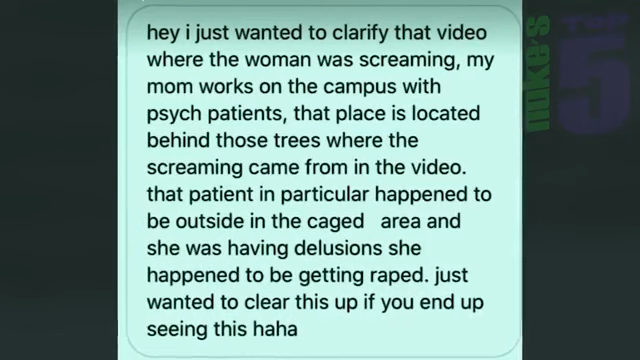 hey i just wanted to clarify that video
where the woman was screaming, my
mom works on the campus with
psych patients, that place is located
behind those trees where the
screaming came from in the video.
that patient in particular happened to
be outside in the caged   area and
she was having delusions she
happened to be getting raped. just
wanted to clear this up if you end up
seeing this haha
nuke's
TOP
5